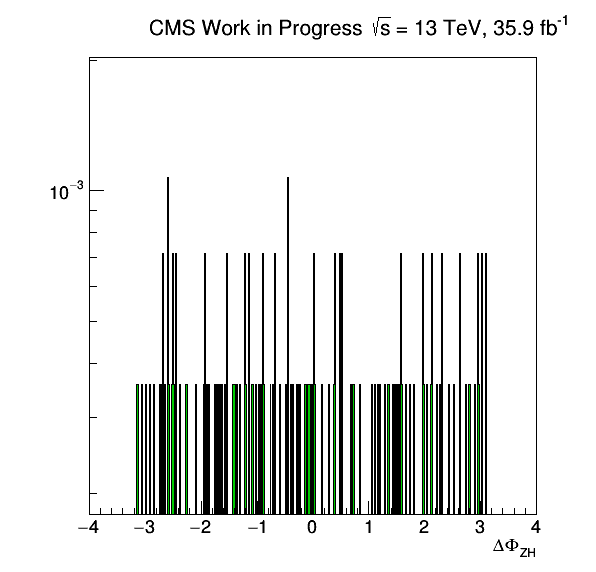 CMS Work in Progress √s = 13 TeV, 35.9 fb⁻¹
10⁻³
−4 −3 −2 −1 0 1 2 3 4
ΔΦ_ZH